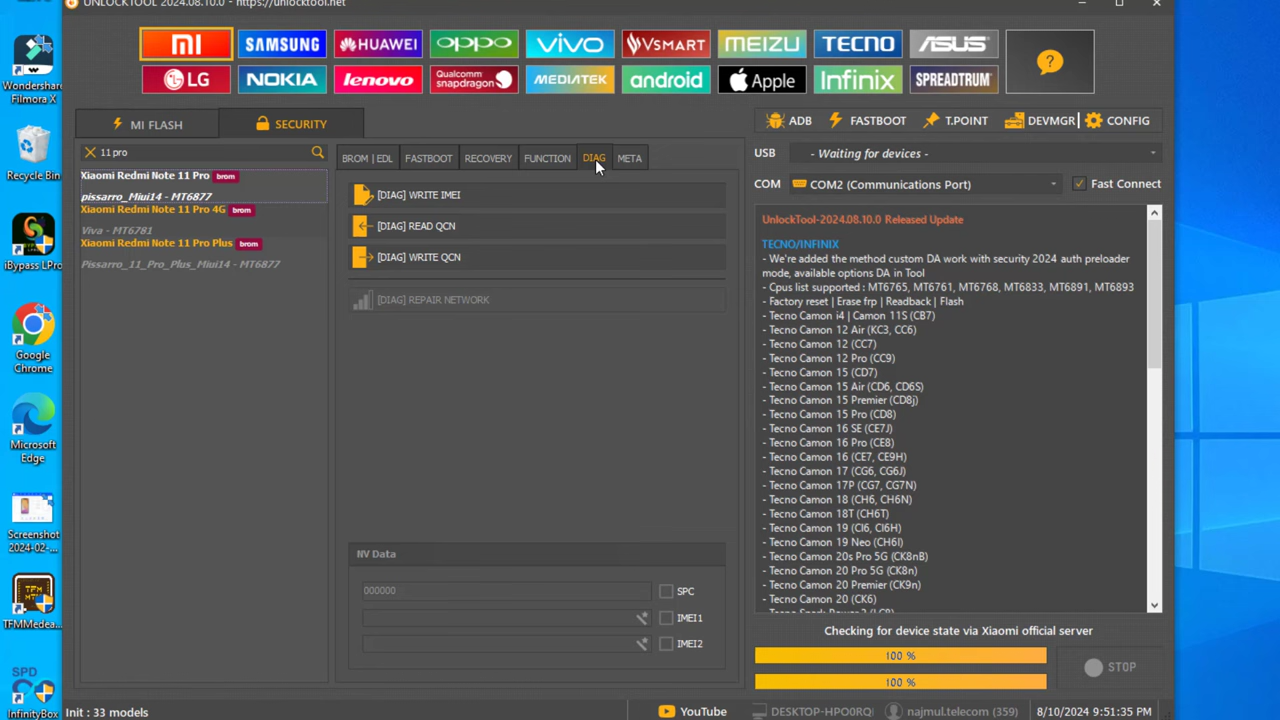 UNLOCKTOOL 2024.08.10.0 - https://unlocktool.net
MI
SAMSUNG
HUAWEI
OPPO
vivo
VSMART
MEIZU
TECNO
ASUS
LG
NOKIA
lenovo
Qualcomm snapdragon
MEDIATEK
android
Apple
Infinix
SPREADTRUM
?
MI FLASH
SECURITY
ADB
FASTBOOT
T.POINT
DEVMGR
CONFIG
11 pro
Xiaomi Redmi Note 11 Pro brom
pissarro_Miui14 - MT6877
Xiaomi Redmi Note 11 Pro 4G brom
Viva - MT6781
Xiaomi Redmi Note 11 Pro Plus brom
Pissarro_11_Pro_Plus_Miui14 - MT6877
BROM | EDL
FASTBOOT
RECOVERY
FUNCTION
DIAG
META
[DIAG] WRITE IMEI
[DIAG] READ QCN
[DIAG] WRITE QCN
[DIAG] REPAIR NETWORK
NV Data
000000
SPC
IMEI1
IMEI2
USB
- Waiting for devices -
COM
COM2 (Communications Port)
Fast Connect
UnlockTool-2024.08.10.0 Released Update
TECNO/INFINIX
- We're added the method custom DA work with security 2024 auth preloader
mode, available options DA in Tool
- Cpus list supported : MT6765, MT6761, MT6768, MT6833, MT6891, MT6893
- Factory reset | Erase frp | Readback | Flash
- Tecno Camon i4 | Camon 11S (CB7)
- Tecno Camon 12 Air (KC3, CC6)
- Tecno Camon 12 (CC7)
- Tecno Camon 12 Pro (CC9)
- Tecno Camon 15 (CD7)
- Tecno Camon 15 Air (CD6, CD6S)
- Tecno Camon 15 Premier (CD8j)
- Tecno Camon 15 Pro (CD8)
- Tecno Camon 16 SE (CE7J)
- Tecno Camon 16 Pro (CE8)
- Tecno Camon 16 (CE7, CE9H)
- Tecno Camon 17 (CG6, CG6J)
- Tecno Camon 17P (CG7, CG7N)
- Tecno Camon 18 (CH6, CH6N)
- Tecno Camon 18T (CH6T)
- Tecno Camon 19 (CI6, CI6H)
- Tecno Camon 19 Neo (CH6I)
- Tecno Camon 20s Pro 5G (CK8nB)
- Tecno Camon 20 Pro 5G (CK8n)
- Tecno Camon 20 Premier (CK9n)
- Tecno Camon 20 (CK6)
Checking for device state via Xiaomi official server
100 %
100 %
STOP
Init : 33 models
YouTube
DESKTOP-HPO0RQ
najmul.telecom (359)
8/10/2024 9:51:35 PM
Wondershare
Filmora X
Recycle Bin
iBypass LPro
Google
Chrome
Microsoft
Edge
Screenshot
2024-02-...
TFM
TFMMedea...
SPD
InfinityBox